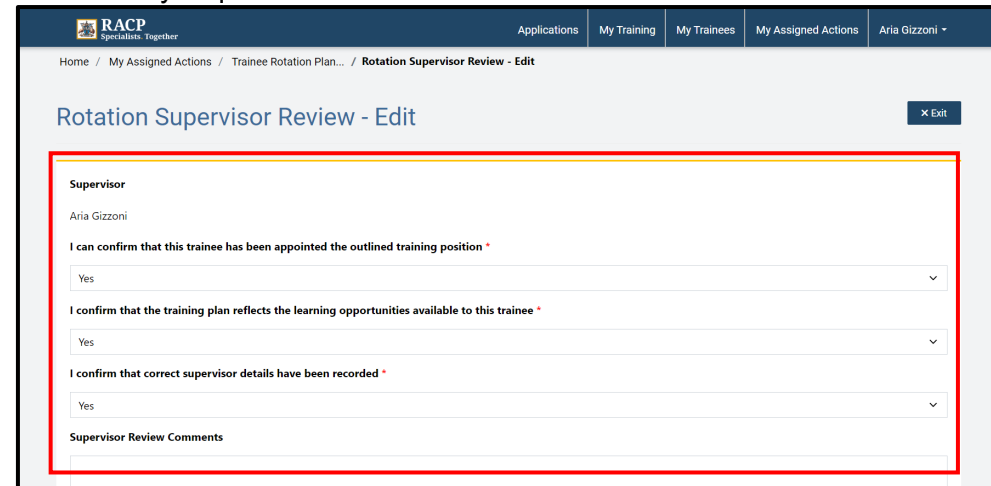 RACP
Specialists. Together
Applications
My Training
My Trainees
My Assigned Actions
Aria Gizzoni
Home / My Assigned Actions / Trainee Rotation Plan... / Rotation Supervisor Review - Edit
Rotation Supervisor Review - Edit
× Exit
Supervisor
Aria Gizzoni
I can confirm that this trainee has been appointed the outlined training position *
Yes
I confirm that the training plan reflects the learning opportunities available to this trainee *
Yes
I confirm that correct supervisor details have been recorded *
Yes
Supervisor Review Comments